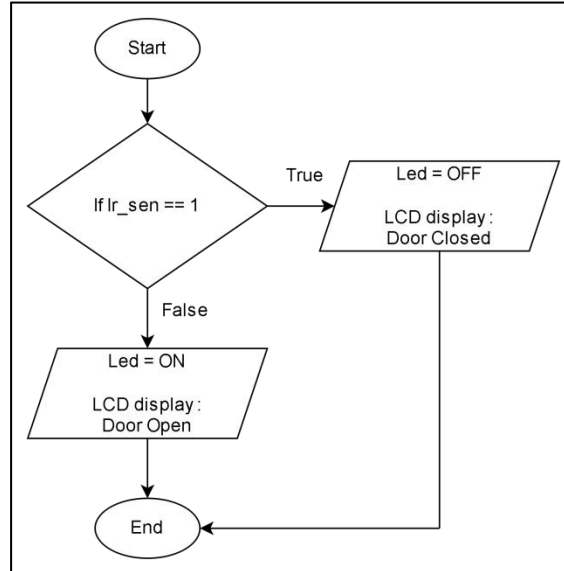 Start
If Ir_sen == 1
True
Led = OFF
LCD display :
Door Closed
False
Led = ON
LCD display :
Door Open
End